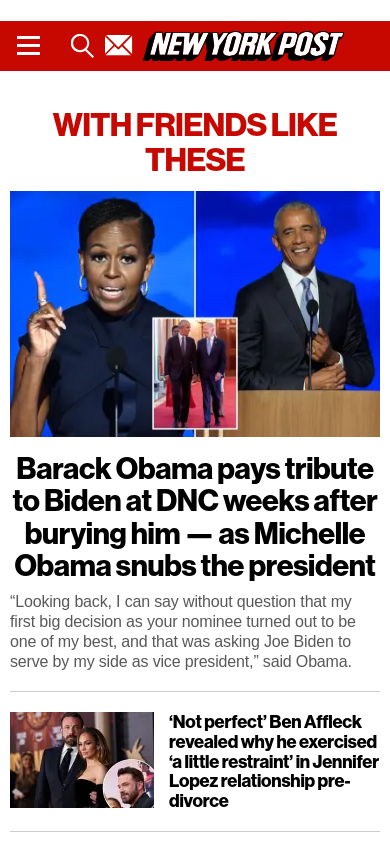 NEW YORK POST
WITH FRIENDS LIKE
THESE
Barack Obama pays tribute
to Biden at DNC weeks after
burying him — as Michelle
Obama snubs the president
“Looking back, I can say without question that my
first big decision as your nominee turned out to be
one of my best, and that was asking Joe Biden to
serve by my side as vice president,” said Obama.
‘Not perfect’ Ben Affleck
revealed why he exercised
‘a little restraint’ in Jennifer
Lopez relationship pre-
divorce